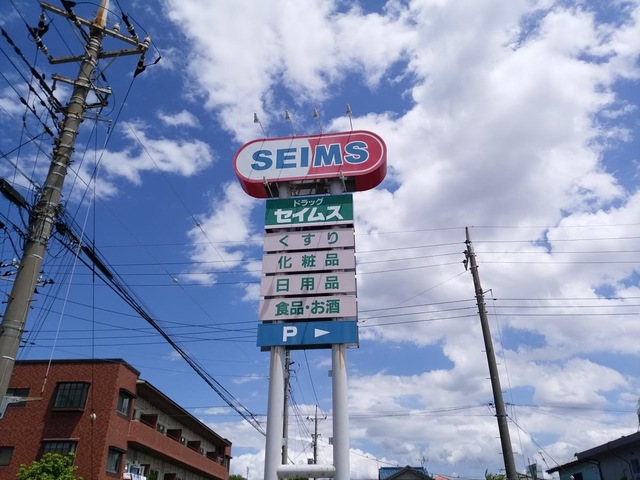 SEIMS
ドラッグ
セイムス
くすり
化粧品
日用品
食品・お酒
P